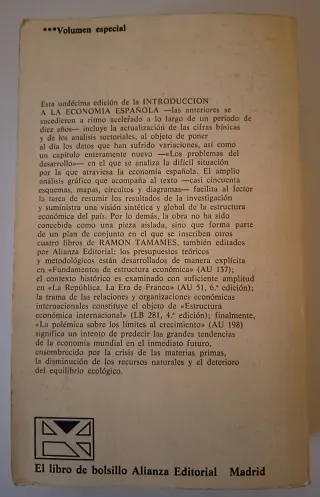 ***Volumen especial
Esta undécima edición de la INTRODUCCION
A LA ECONOMIA ESPAÑOLA —las anteriores se
sucedieron a ritmo acelerado a lo largo de un período de
diez años— incluye la actualización de las cifras básicas
y de los análisis sectoriales, al objeto de poner
al día los datos que han sufrido variaciones, así como
un capítulo enteramente nuevo —«Los problemas del
desarrollo»— en el que se analiza la difícil situación
por la que atraviesa la economía española. El amplio
análisis gráfico que acompaña al texto —casi cincuenta
esquemas, mapas, circuitos y diagramas— facilita al lector
la tarea de resumir los resultados de la investigación
y suministra una visión sintética y global de la estructura
económica del país. Por lo demás, la obra no ha sido
concebida como una pieza aislada, sino que forma parte
de un plan de conjunto en el que se inscriben otros
cuatro libros de RAMON TAMAMES, también editados
por Alianza Editorial: los presupuestos teóricos
y metodológicos están desarrollados de manera explícita
en «Fundamentos de estructura económica» (AU 137);
el contexto histórico es examinado con suficiente amplitud
en «La República. La Era de Franco» (AU 51, 6.ª edición);
la trama de las relaciones y organizaciones económicas
internacionales constituye el objeto de «Estructura
económica internacional» (LB 281, 4.ª edición); finalmente,
«La polémica sobre los límites al crecimiento» (AU 198)
significa un intento de predecir las grandes tendencias
de la economía mundial en el inmediato futuro,
ensombrecido por la crisis de las materias primas,
la disminución de los recursos naturales y el deterioro
del equilibrio ecológico.
El libro de bolsillo Alianza Editorial Madrid